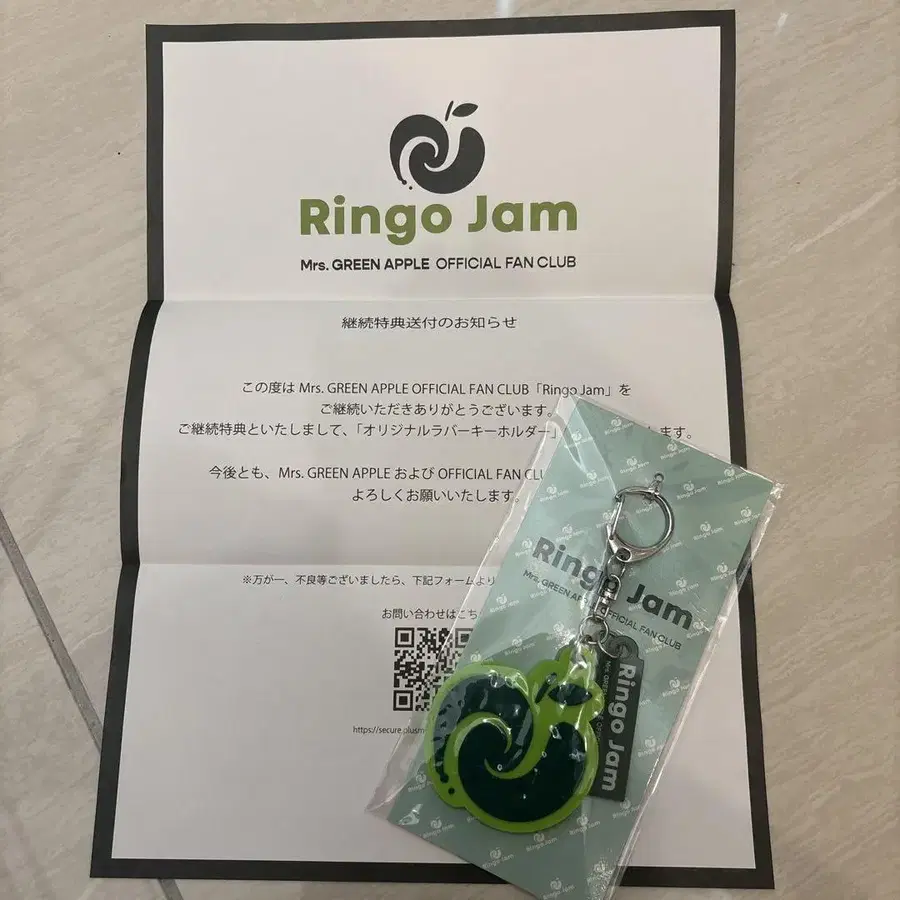 Ringo Jam
Mrs. GREEN APPLE OFFICIAL FAN CLUB
継続特典送付のお知らせ
この度は Mrs. GREEN APPLE OFFICIAL FAN CLUB「Ringo Jam」を
ご継続いただきありがとうございます。
ご継続特典といたしまして、「オリジナルラバーキーホルダー」 します。
今後とも、Mrs. GREEN APPLE および OFFICIAL FAN
よろしくお願いいたします。
※万が一、不良等ございましたら、下記フォームより
お問い合わせはこち
https://secure.plusm
Ringo Jam
Mrs. GREEN APPLE OFFICIAL FAN CLUB
Ringo Jam